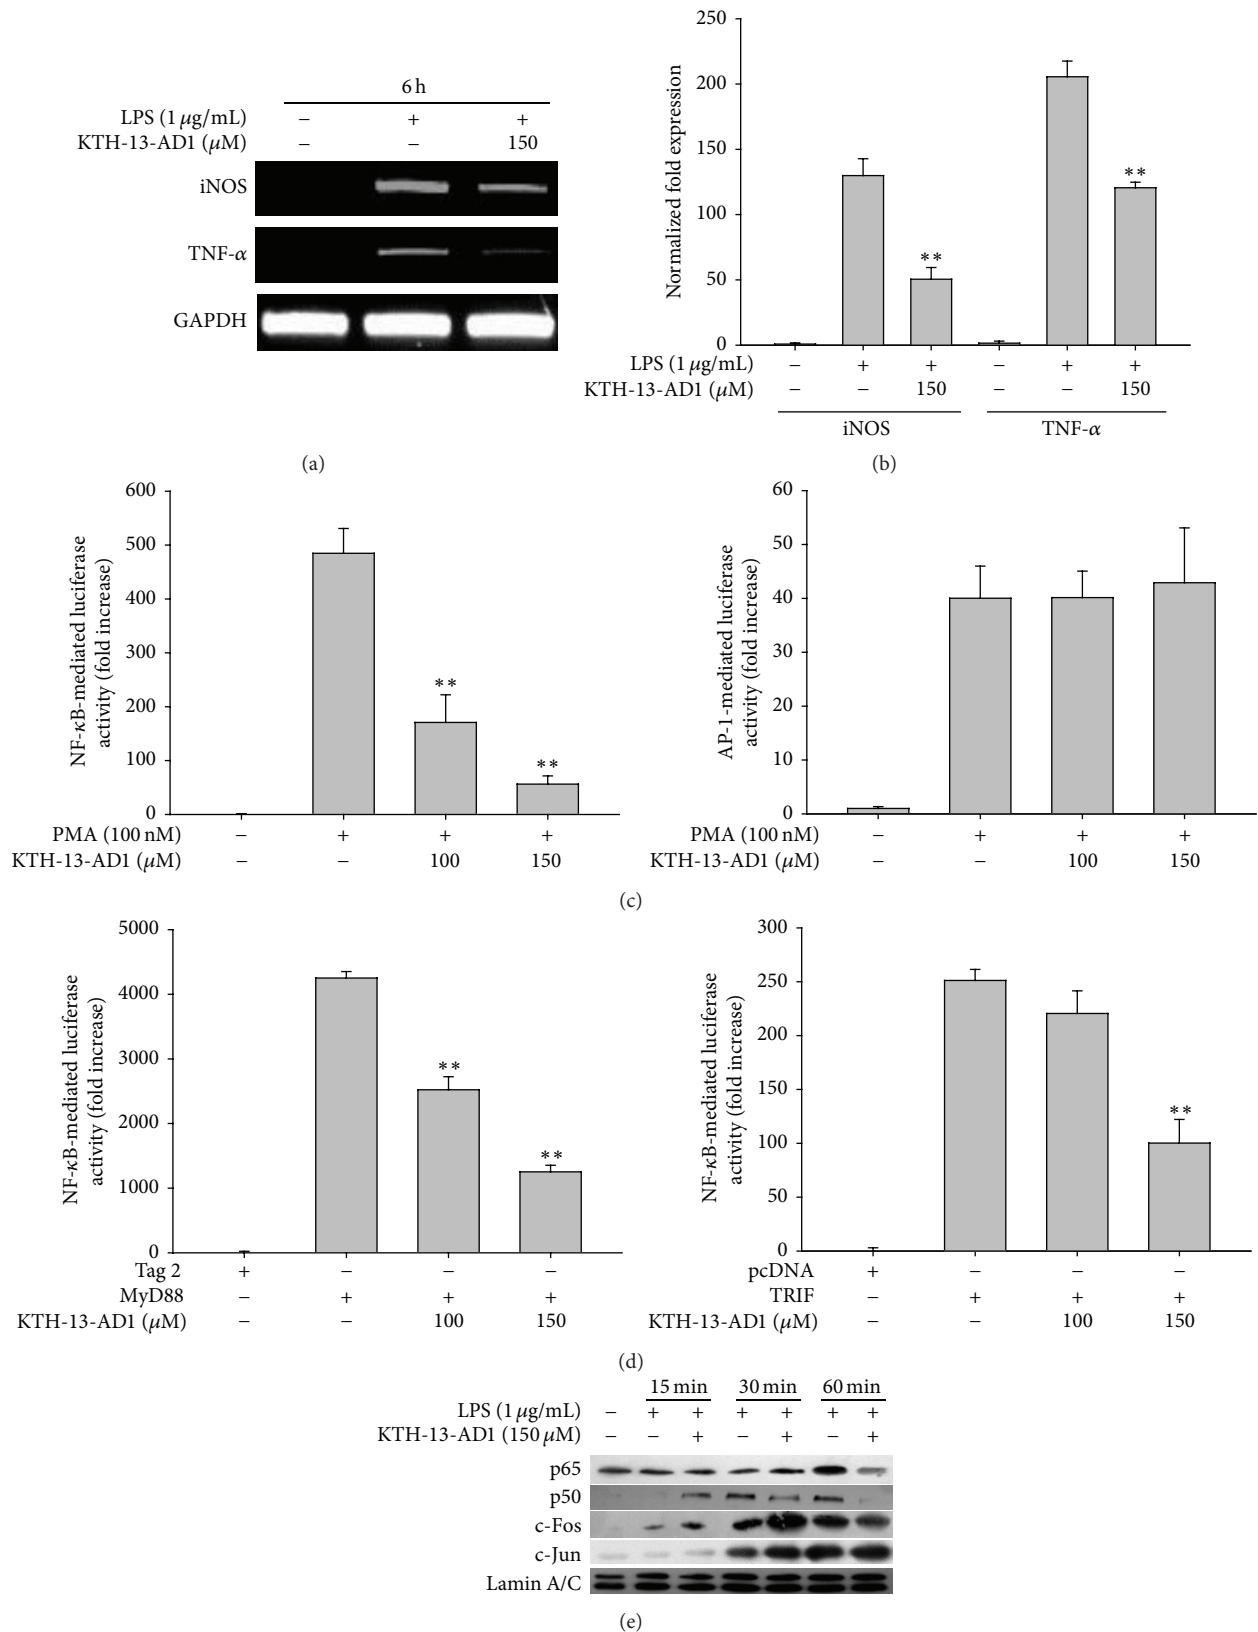 6 h
LPS (1 μg/mL) − + +
KTH-13-AD1 (μM) − − 150
iNOS
TNF-α
GAPDH
(a)
Normalized fold expression
250
200
150
100
50
0
** **
LPS (1 μg/mL) − + + − + +
KTH-13-AD1 (μM) − − 150 − − 150
iNOS TNF-α
(b)
NF-κB-mediated luciferase
activity (fold increase)
600
500
400
300
200
100
0
** **
PMA (100 nM) − + + +
KTH-13-AD1 (μM) − − 100 150
AP-1-mediated luciferase
activity (fold increase)
60
50
40
30
20
10
0
PMA (100 nM) − + + +
KTH-13-AD1 (μM) − − 100 150
(c)
NF-κB-mediated luciferase
activity (fold increase)
5000
4000
3000
2000
1000
0
** **
Tag 2 + − − −
MyD88 − + + +
KTH-13-AD1 (μM) − − 100 150
NF-κB-mediated luciferase
activity (fold increase)
300
250
200
150
100
50
0
**
pcDNA + − − −
TRIF − + + +
KTH-13-AD1 (μM) − − 100 150
(d)
15 min 30 min 60 min
LPS (1 μg/mL) − + + + + + +
KTH-13-AD1 (150 μM) − − + − + − +
p65
p50
c-Fos
c-Jun
Lamin A/C
(e)